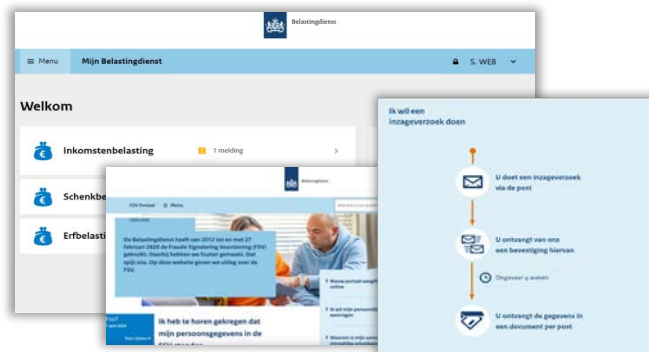 Belastingdienst
Menu Mijn Belastingdienst S. WEB
Welkom
Inkomstenbelasting 1 melding
Schenkbe
Erfbelasti
Belastingdienst
FSV Portaal Menu
De Belastingdienst heeft van 2012 tot en met 27
februari 2020 de Fraude Signalering Voorziening (FSV)
gebruikt. Daarbij hebben we fouten gemaakt. Dat
spijt ons. Op deze website geven we uitleg over de
FSV.
Ik heb te horen gekregen dat
mijn persoonsgegevens in de
Ik wil een
inzageverzoek doen
U doet een inzageverzoek
via de post
U ontvangt van ons
een bevestiging hiervan
Ongeveer 4 weken
U ontvangt de gegevens in
een document per post